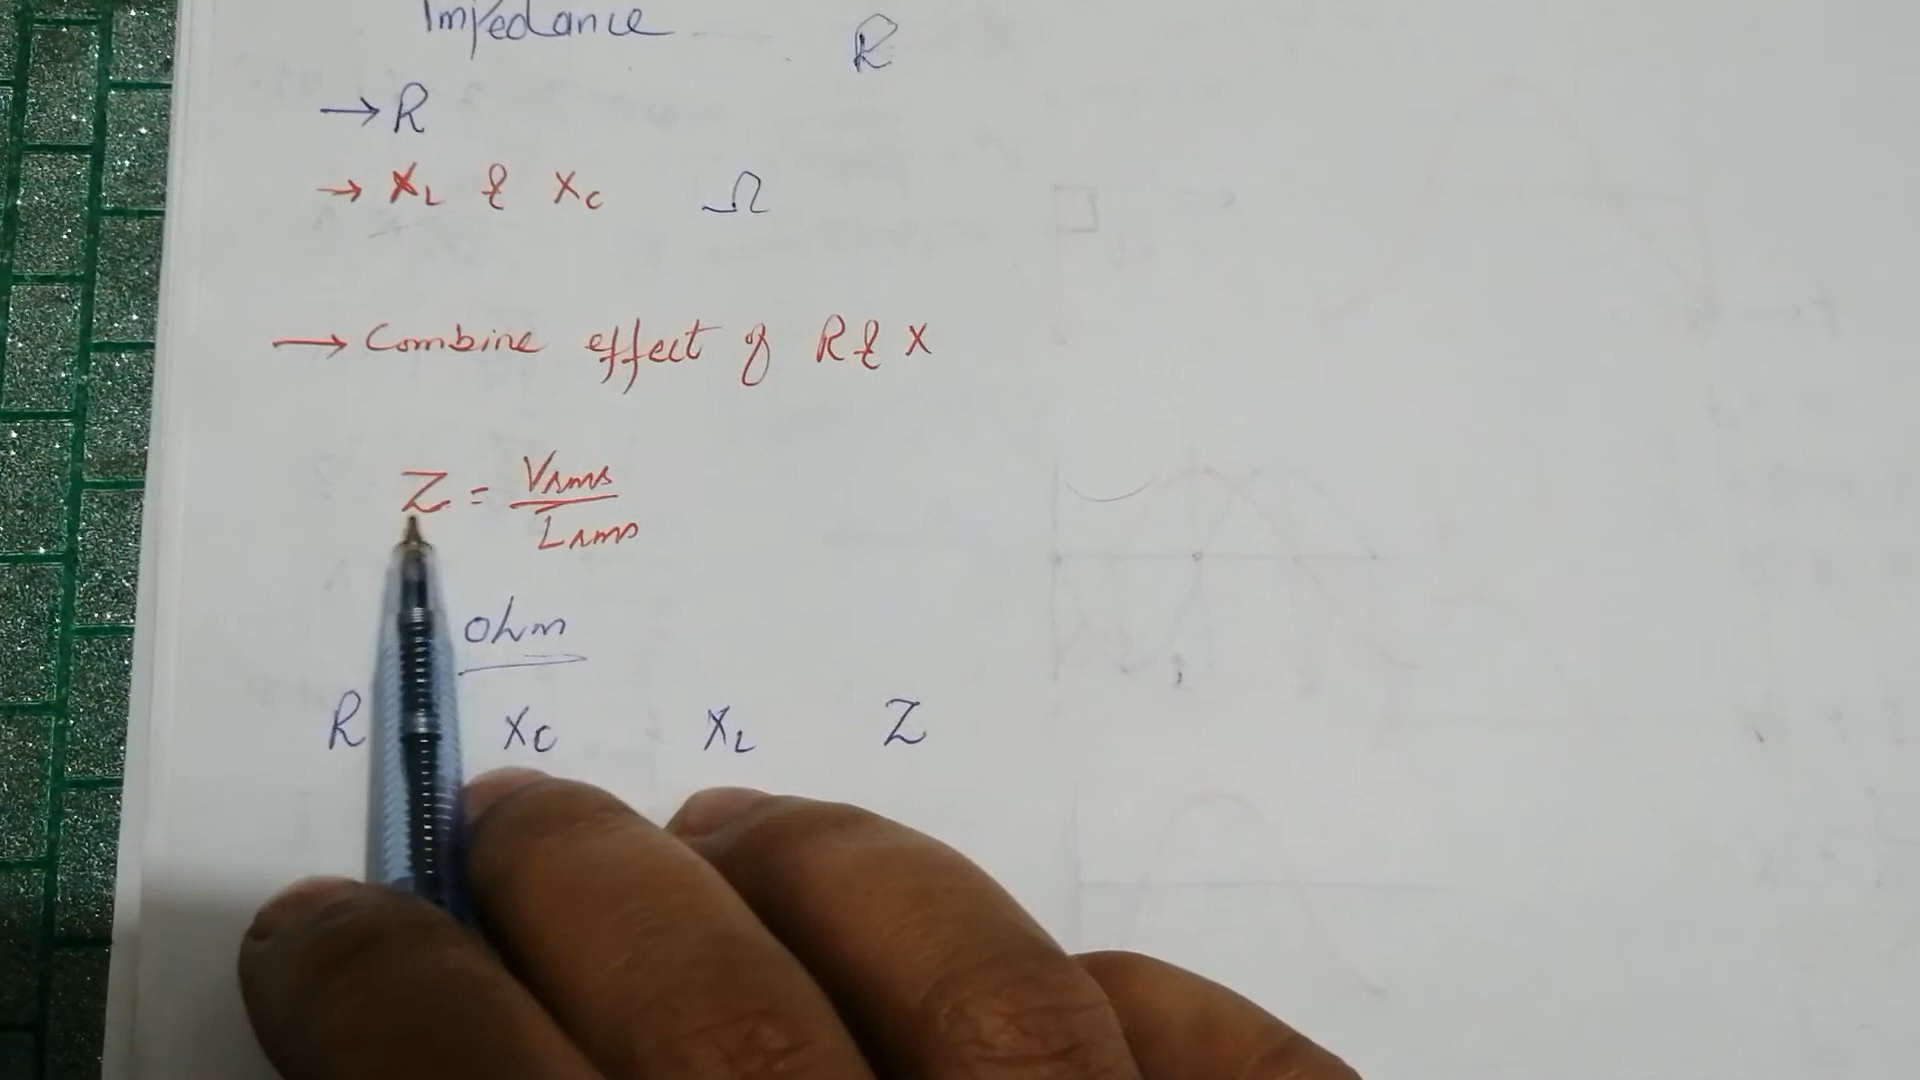 Impedance R
→ R
→ XL & XC Ω
→ Combine effect of R & X
Z = Vrms
Irms
ohm
R XC XL Z